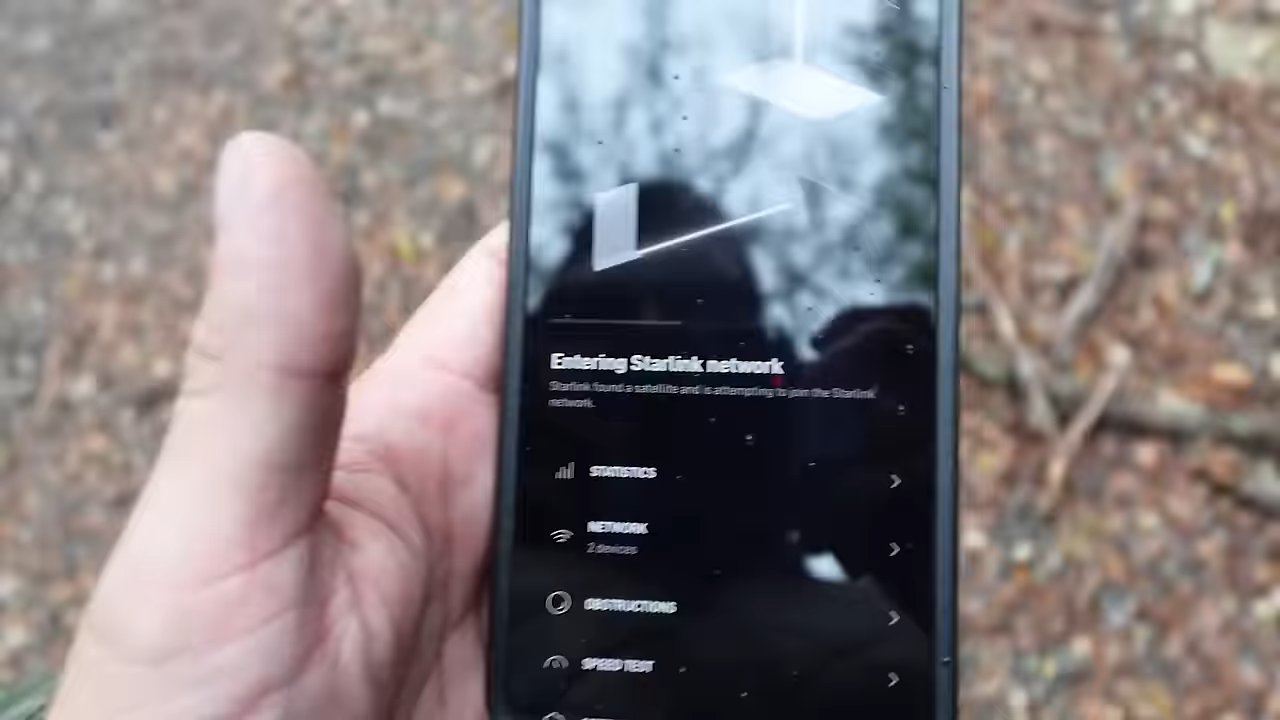 Entering Starlink network
Starlink found a satellite and is attempting to join the Starlink
network.
STATISTICS
NETWORK
2 devices
OBSTRUCTIONS
SPEED TEST